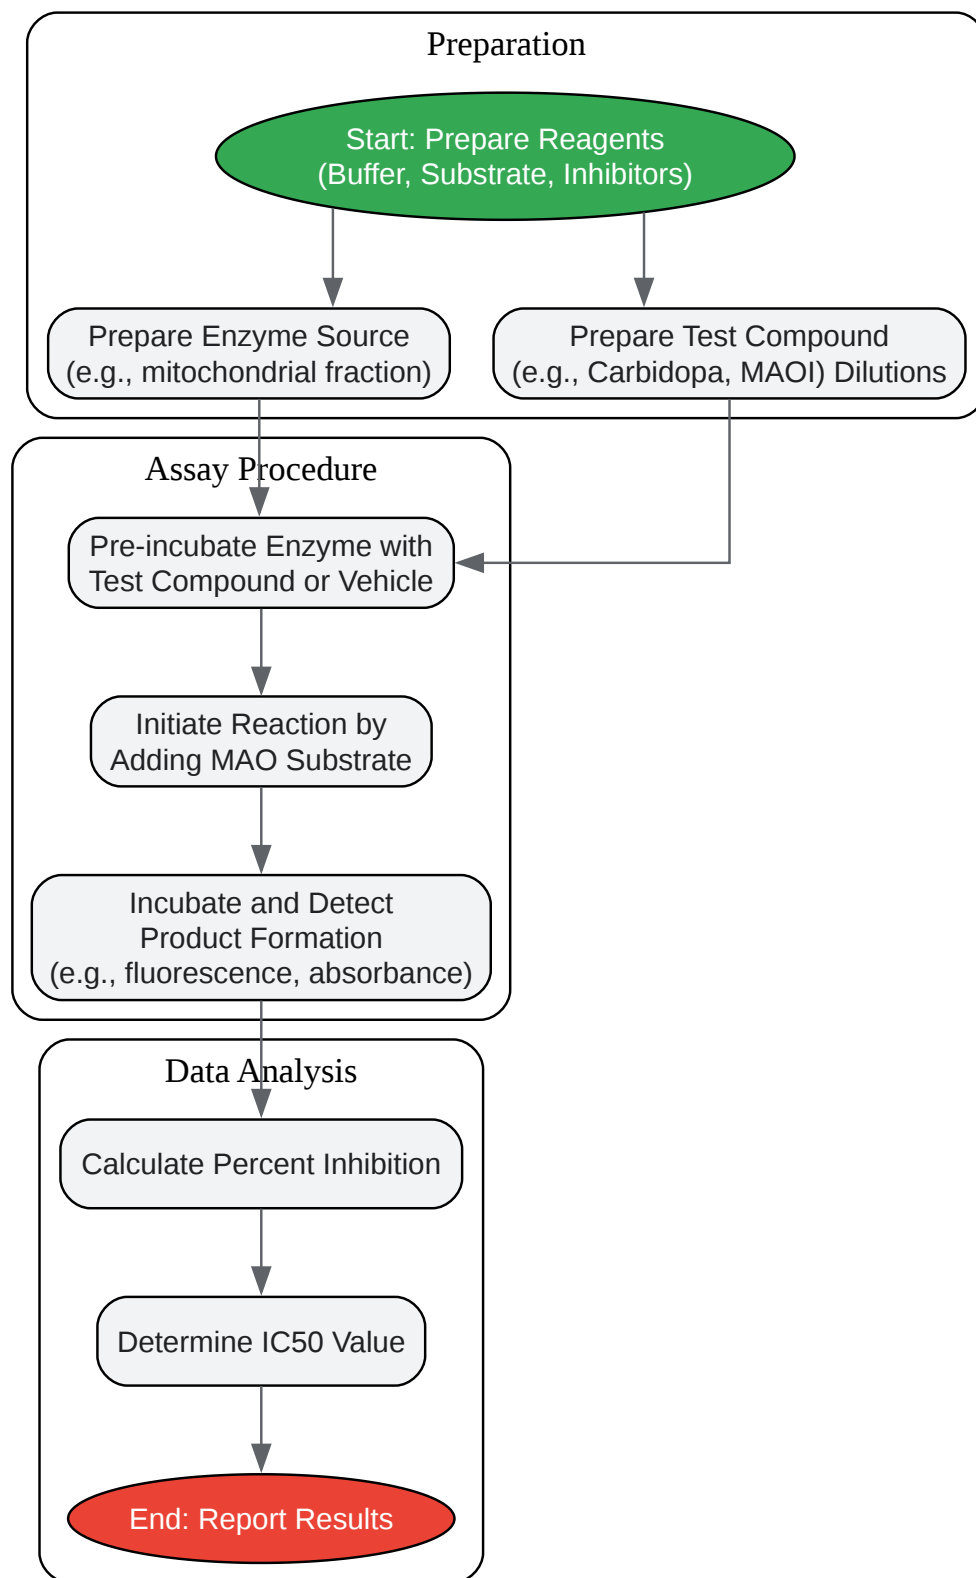 Preparation
Start: Prepare Reagents
(Buffer, Substrate, Inhibitors)
Prepare Enzyme Source
(e.g., mitochondrial fraction)
Prepare Test Compound
(e.g., Carbidopa, MAOI) Dilutions
Assay Procedure
Pre-incubate Enzyme with
Test Compound or Vehicle
Initiate Reaction by
Adding MAO Substrate
Incubate and Detect
Product Formation
(e.g., fluorescence, absorbance)
Data Analysis
Calculate Percent Inhibition
Determine IC50 Value
End: Report Results